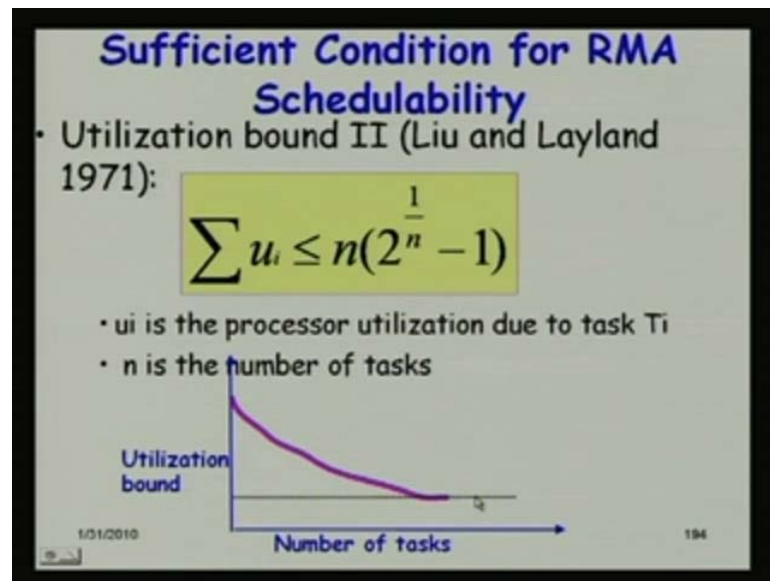 Sufficient Condition for RMA
Schedulability
• Utilization bound II (Liu and Layland
1971):
∑ uᵢ ≤ n(2^(1/n) − 1)
• ui is the processor utilization due to task Ti
• n is the number of tasks
Utilization
bound
Number of tasks
1/31/2010
194